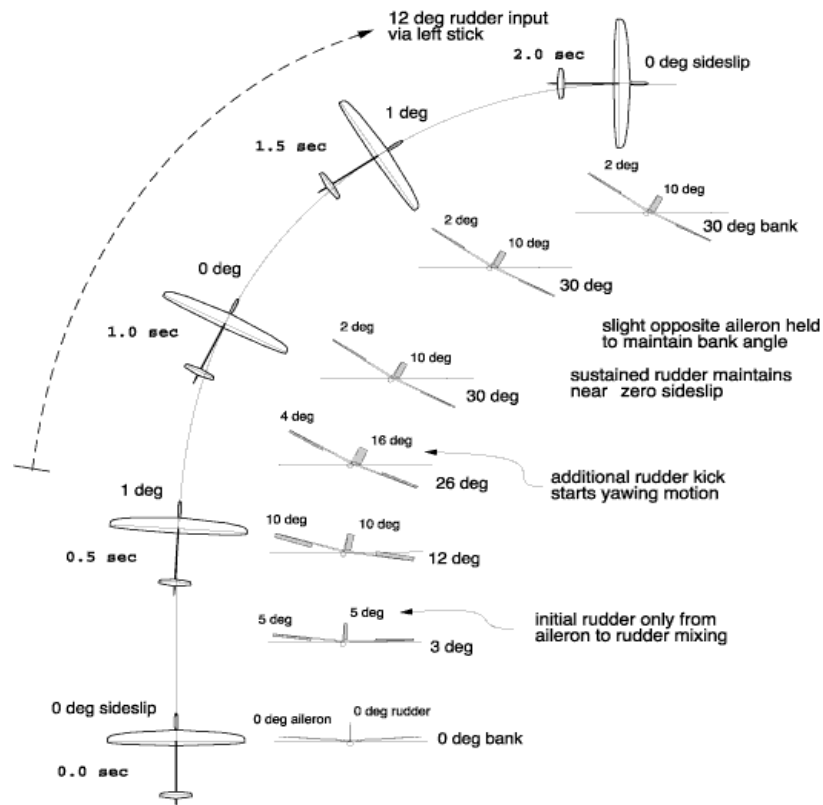 12 deg rudder input
via left stick
2.0 sec
0 deg sideslip
1 deg
1.5 sec
2 deg
10 deg
30 deg bank
2 deg
10 deg
30 deg
0 deg
1.0 sec
slight opposite aileron held
to maintain bank angle
2 deg
10 deg
30 deg
sustained rudder maintains
near zero sideslip
4 deg
16 deg
26 deg
additional rudder kick
starts yawing motion
1 deg
0.5 sec
10 deg
10 deg
12 deg
5 deg
5 deg
3 deg
initial rudder only from
aileron to rudder mixing
0 deg sideslip
0 deg aileron
0 deg rudder
0 deg bank
0.0 sec